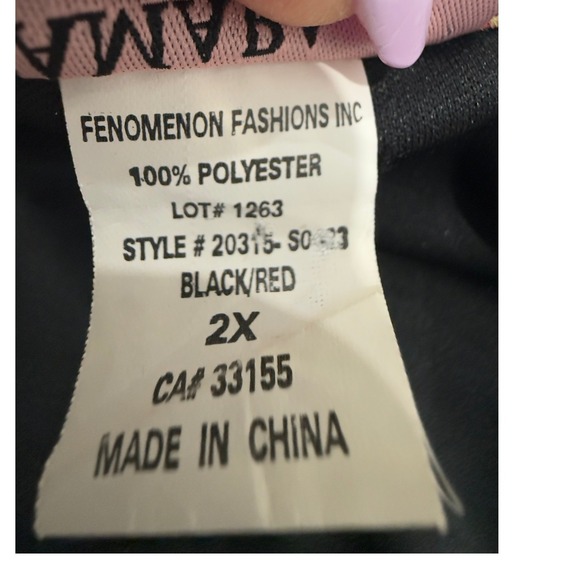 FENOMENON FASHIONS INC
100% POLYESTER
LOT# 1263
STYLE # 20315-
BLACK/RED
2X
CA# 33155
MADE IN CHINA